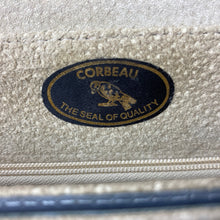 CORBEAU
THE SEAL OF QUALITY